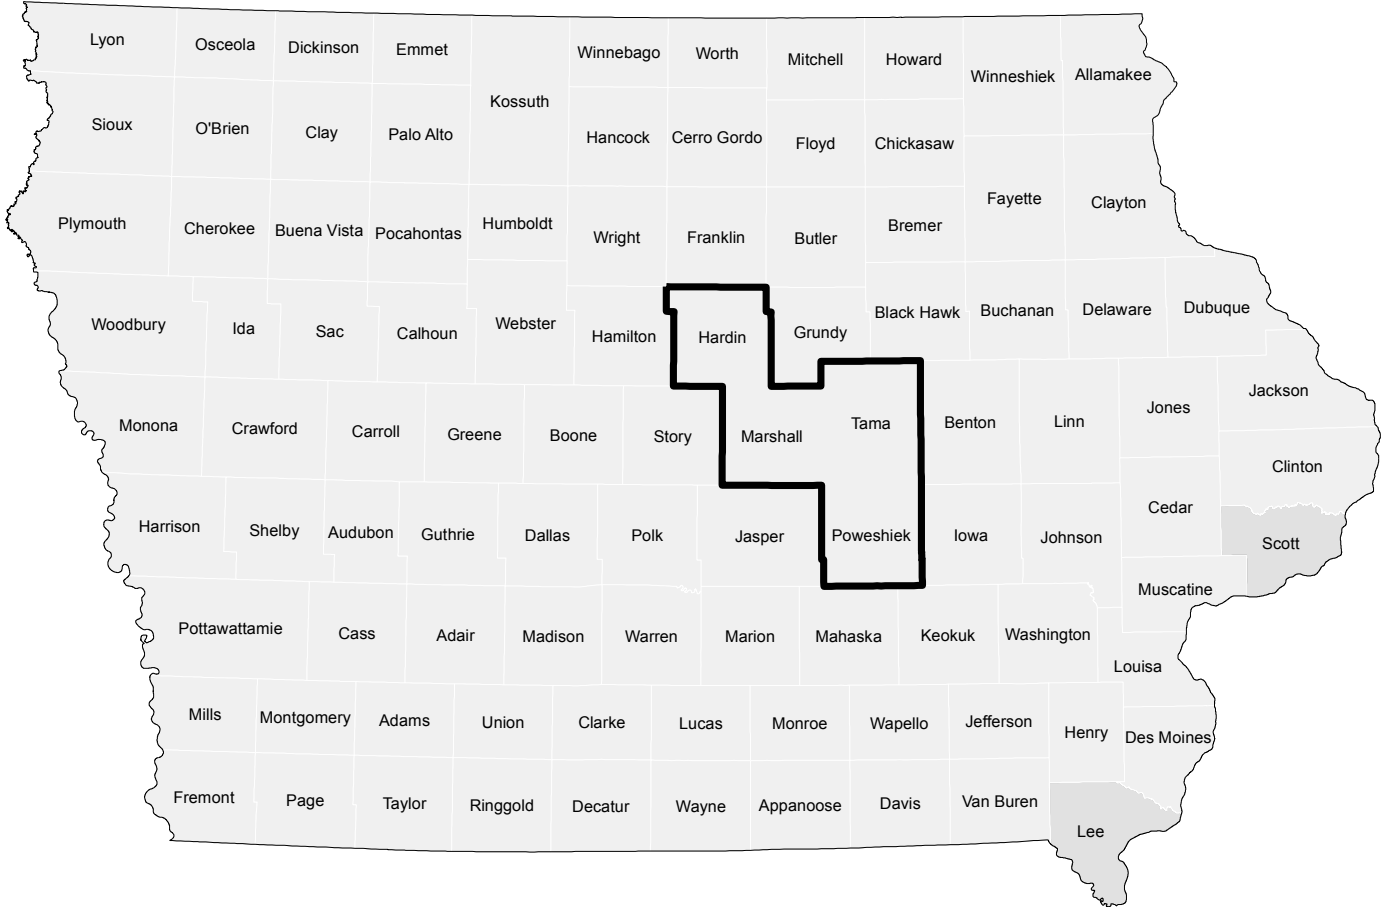 Lyon
Osceola
Dickinson
Emmet
Kossuth
Winnebago
Worth
Mitchell
Howard
Winneshiek
Allamakee
Sioux
O'Brien
Clay
Palo Alto
Hancock
Cerro Gordo
Floyd
Chickasaw
Fayette
Clayton
Plymouth
Cherokee
Buena Vista
Pocahontas
Humboldt
Wright
Franklin
Butler
Bremer
Woodbury
Ida
Sac
Calhoun
Webster
Hamilton
Hardin
Grundy
Black Hawk
Buchanan
Delaware
Dubuque
Monona
Crawford
Carroll
Greene
Boone
Story
Marshall
Tama
Benton
Linn
Jones
Jackson
Clinton
Harrison
Shelby
Audubon
Guthrie
Dallas
Polk
Jasper
Poweshiek
Iowa
Johnson
Cedar
Scott
Muscatine
Pottawattamie
Cass
Adair
Madison
Warren
Marion
Mahaska
Keokuk
Washington
Louisa
Mills
Montgomery
Adams
Union
Clarke
Lucas
Monroe
Wapello
Jefferson
Henry
Des Moines
Fremont
Page
Taylor
Ringgold
Decatur
Wayne
Appanoose
Davis
Van Buren
Lee